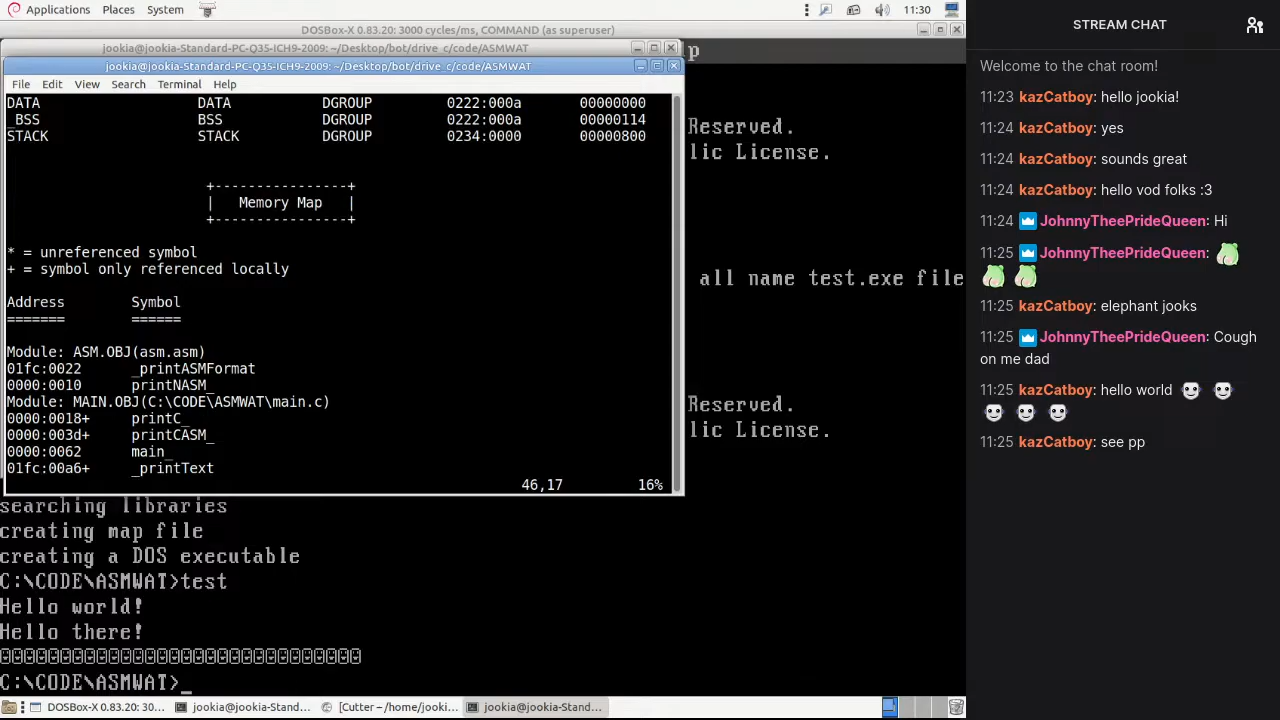 Applications Places System
11:30
DOSBox-X 0.83.20: 3000 cycles/ms, COMMAND (as superuser)
jookia@jookia-Standard-PC-Q35-ICH9-2009: ~/Desktop/bot/drive_c/code/ASMWAT
p
jookia@jookia-Standard-PC-Q35-ICH9-2009: ~/Desktop/bot/drive_c/code/ASMWAT
File Edit View Search Terminal Help
DATA DATA DGROUP 0222:000a 00000000
_BSS BSS DGROUP 0222:000a 00000114
STACK STACK DGROUP 0234:0000 00000800
+----------------+
| Memory Map |
+----------------+
* = unreferenced symbol
+ = symbol only referenced locally
Address Symbol
======= ======
Module: ASM.OBJ(asm.asm)
01fc:0022 _printASMFormat
0000:0010 printNASM_
Module: MAIN.OBJ(C:\CODE\ASMWAT\main.c)
0000:0018+ printC_
0000:003d+ printCASM_
0000:0062 main_
01fc:00a6+ _printText
46,17 16%
Reserved.
lic License.
all name test.exe file
Reserved.
lic License.
searching libraries
creating map file
creating a DOS executable
C:\CODE\ASMWAT>test
Hello world!
Hello there!
C:\CODE\ASMWAT>_
DOSBox-X 0.83.20: 30...
jookia@jookia-Stand...
[Cutter – /home/jooki...
jookia@jookia-Stand...
STREAM CHAT
Welcome to the chat room!
11:23 kazCatboy: hello jookia!
11:24 kazCatboy: yes
11:24 kazCatboy: sounds great
11:24 kazCatboy: hello vod folks :3
11:24 JohnnyTheePrideQueen: Hi
11:25 JohnnyTheePrideQueen:
11:25 kazCatboy: elephant jooks
11:25 JohnnyTheePrideQueen: Cough
on me dad
11:25 kazCatboy: hello world
11:25 kazCatboy: see pp